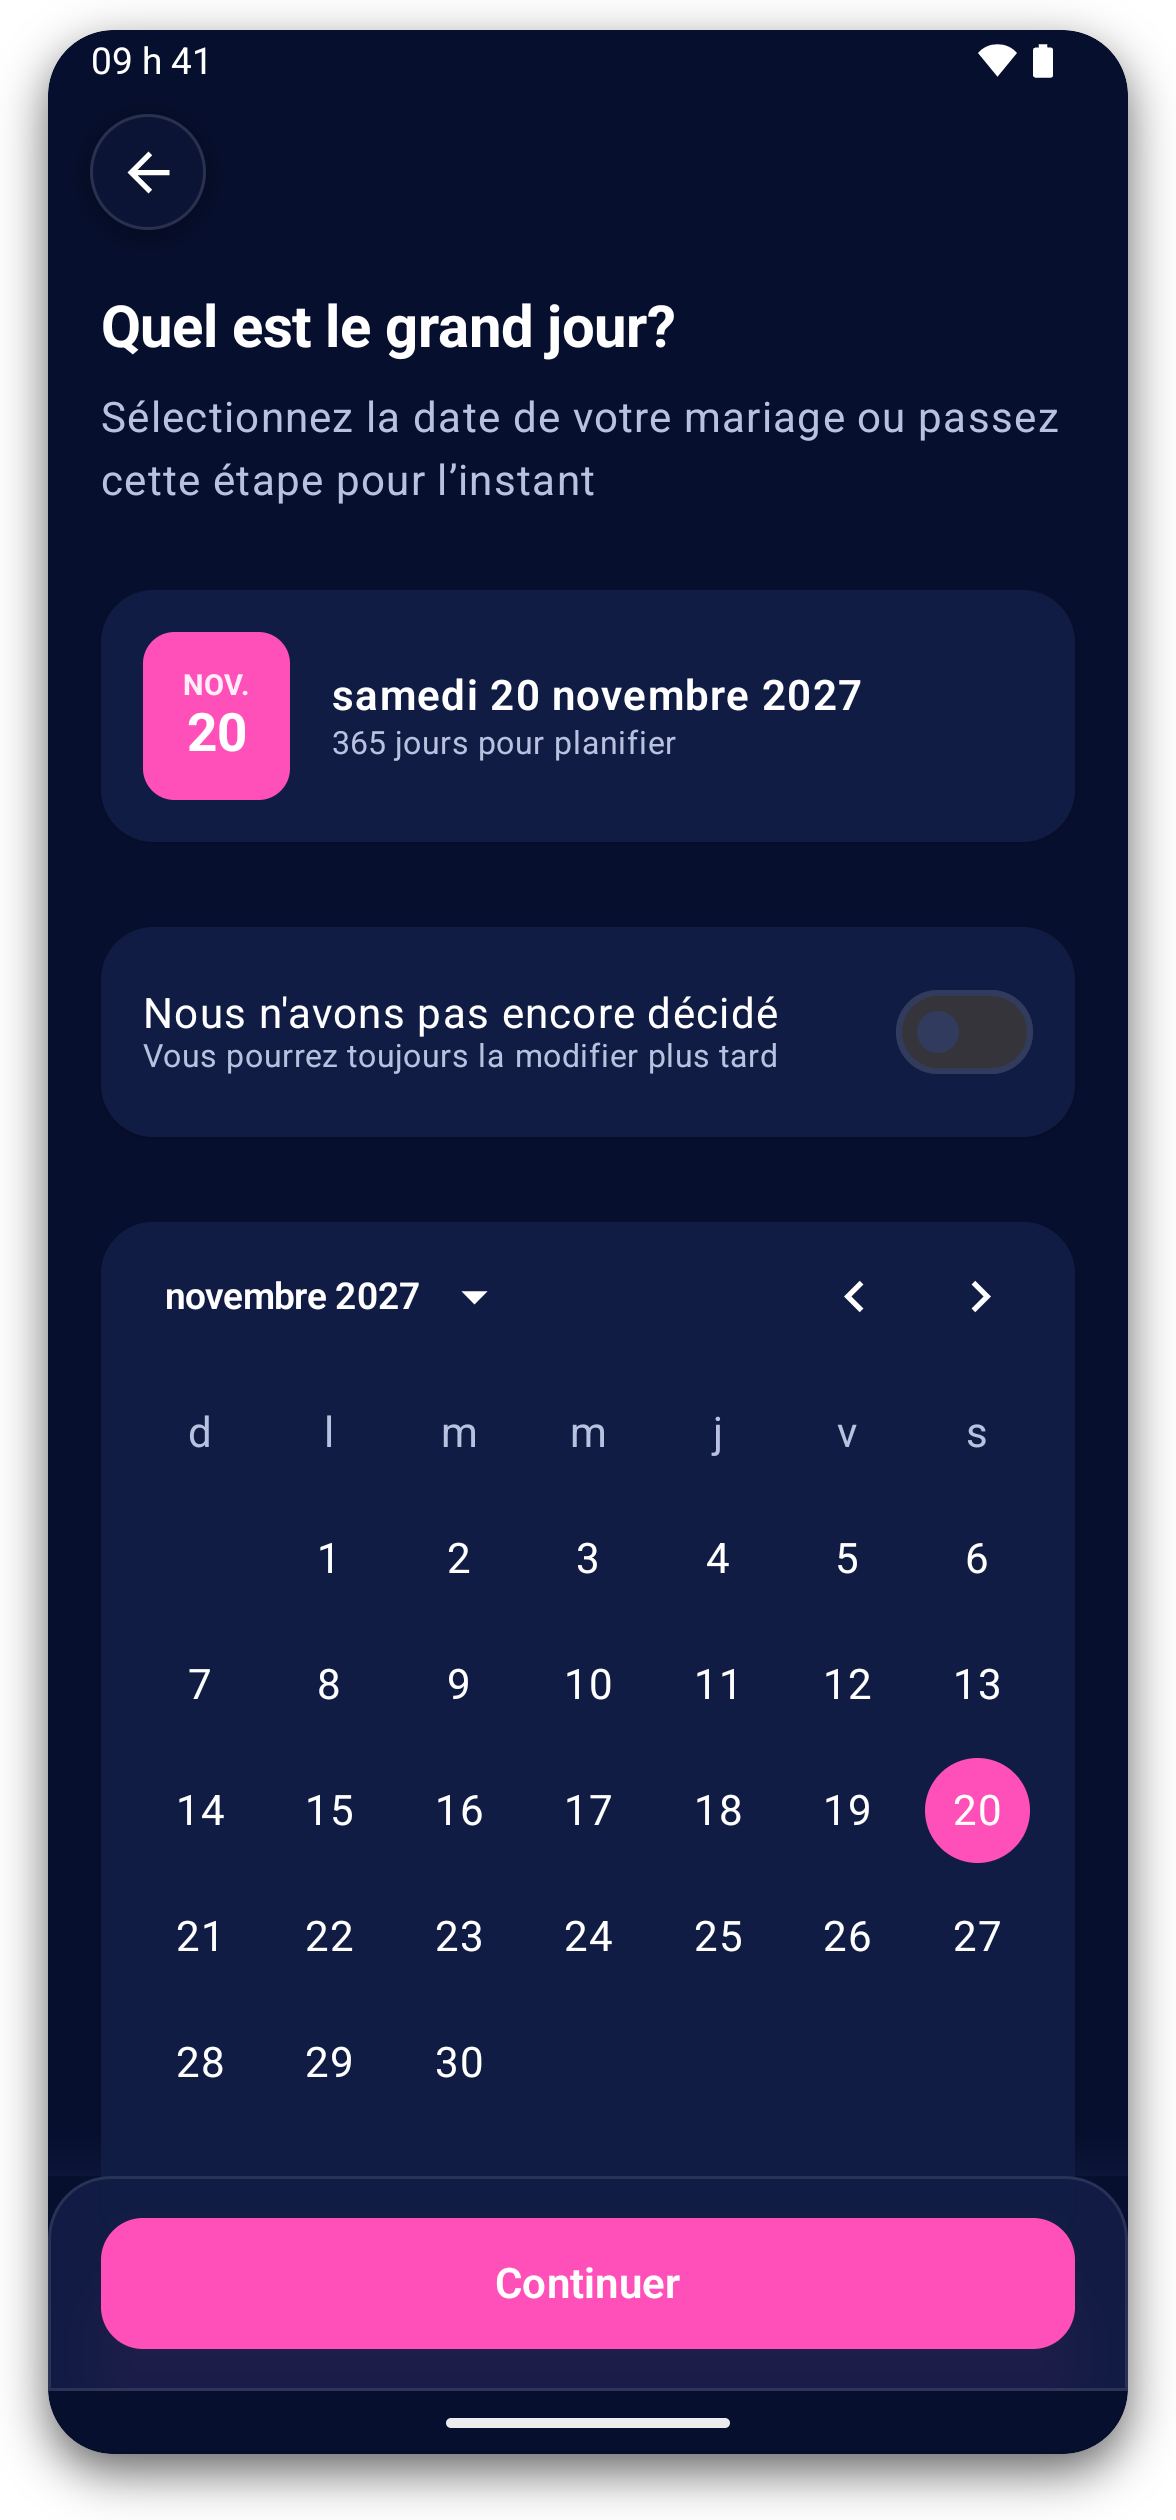 09 h 41
Quel est le grand jour?
Sélectionnez la date de votre mariage ou passez
cette étape pour l’instant
NOV.
20
samedi 20 novembre 2027
365 jours pour planifier
Nous n'avons pas encore décidé
Vous pourrez toujours la modifier plus tard
novembre 2027
d l m m j v s
1 2 3 4 5 6
7 8 9 10 11 12 13
14 15 16 17 18 19 20
21 22 23 24 25 26 27
28 29 30
Continuer